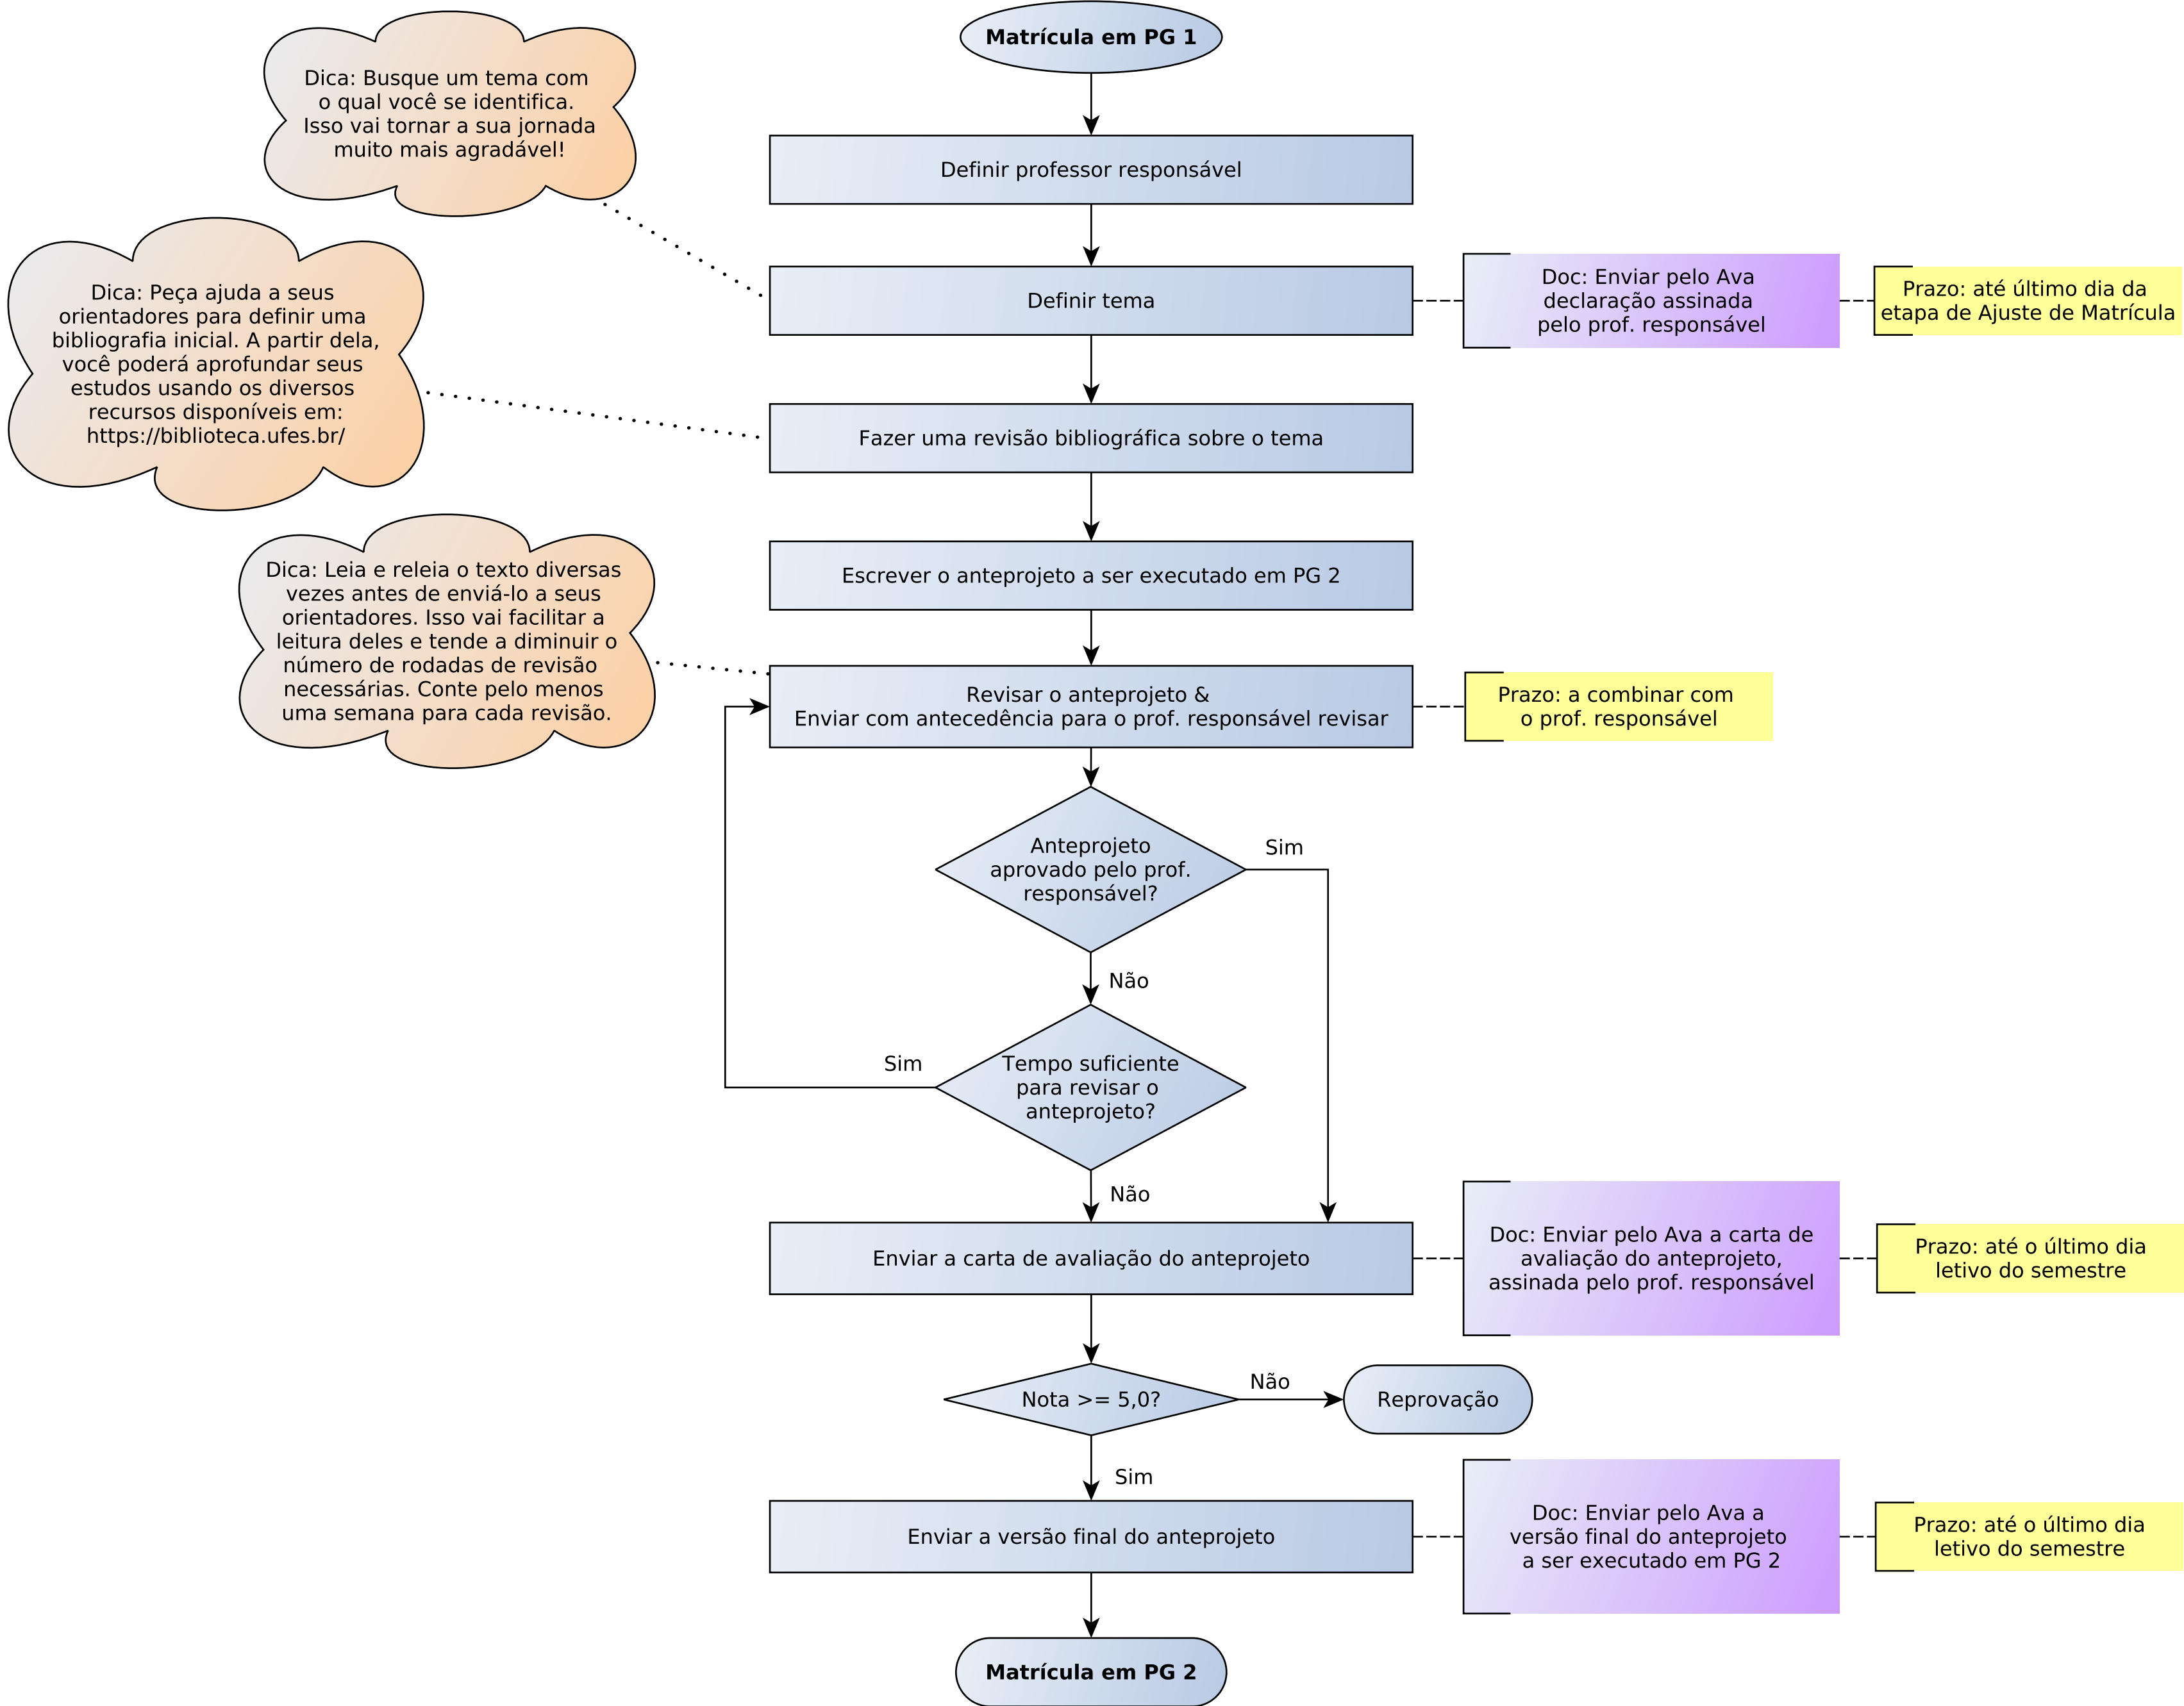 Matrícula em PG 1
Dica: Busque um tema com
o qual você se identifica.
Isso vai tornar a sua jornada
muito mais agradável!
Definir professor responsável
Definir tema
Doc: Enviar pelo Ava
declaração assinada
pelo prof. responsável
Prazo: até último dia da
etapa de Ajuste de Matrícula
Dica: Peça ajuda a seus
orientadores para definir uma
bibliografia inicial. A partir dela,
você poderá aprofundar seus
estudos usando os diversos
recursos disponíveis em:
https://biblioteca.ufes.br/
Fazer uma revisão bibliográfica sobre o tema
Escrever o anteprojeto a ser executado em PG 2
Dica: Leia e releia o texto diversas
vezes antes de enviá-lo a seus
orientadores. Isso vai facilitar a
leitura deles e tende a diminuir o
número de rodadas de revisão
necessárias. Conte pelo menos
uma semana para cada revisão.
Revisar o anteprojeto &
Enviar com antecedência para o prof. responsável revisar
Prazo: a combinar com
o prof. responsável
Anteprojeto
aprovado pelo prof.
responsável?
Sim
Não
Tempo suficiente
para revisar o
anteprojeto?
Sim
Não
Enviar a carta de avaliação do anteprojeto
Doc: Enviar pelo Ava a carta de
avaliação do anteprojeto,
assinada pelo prof. responsável
Prazo: até o último dia
letivo do semestre
Nota >= 5,0?
Não
Reprovação
Sim
Enviar a versão final do anteprojeto
Doc: Enviar pelo Ava a
versão final do anteprojeto
a ser executado em PG 2
Prazo: até o último dia
letivo do semestre
Matrícula em PG 2